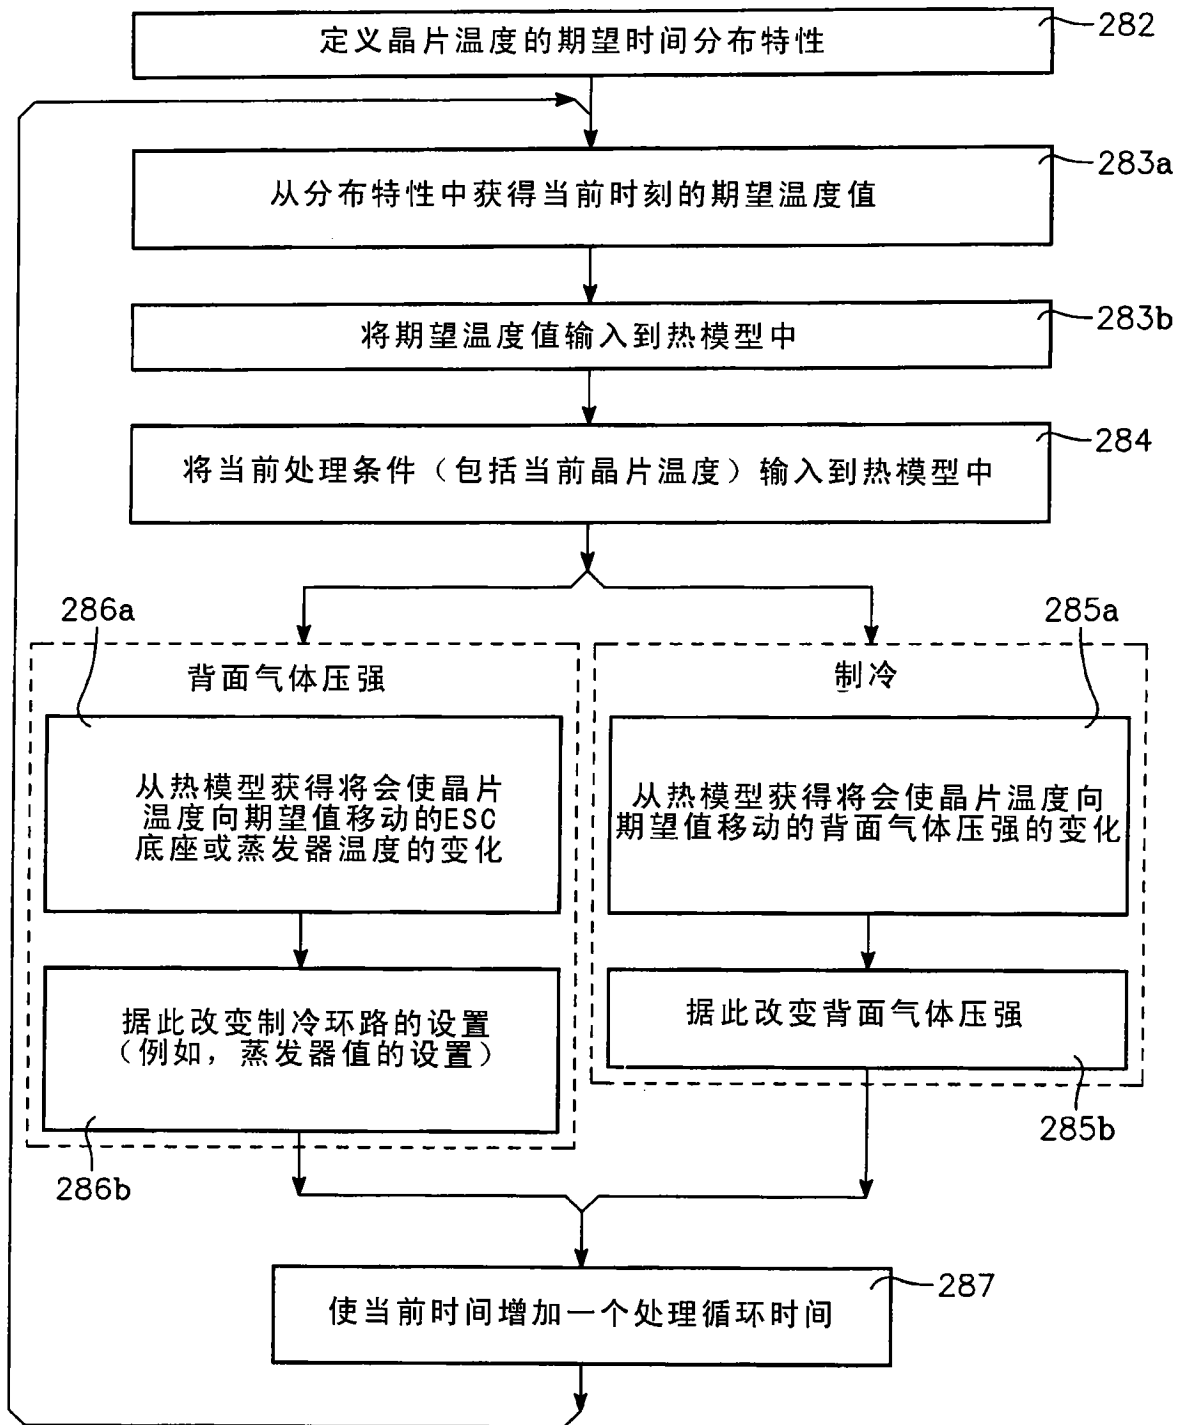 定义晶片温度的期望时间分布特性
282
从分布特性中获得当前时刻的期望温度值
283a
将期望温度值输入到热模型中
283b
将当前处理条件（包括当前晶片温度）输入到热模型中
284
286a
285a
背面气体压强
从热模型获得将会使晶片
温度向期望值移动的ESC
底座或蒸发器温度的变化
据此改变制冷环路的设置
（例如，蒸发器值的设置）
286b
制冷
从热模型获得将会使晶片温度向
期望值移动的背面气体压强的变化
据此改变背面气体压强
285b
使当前时间增加一个处理循环时间
287